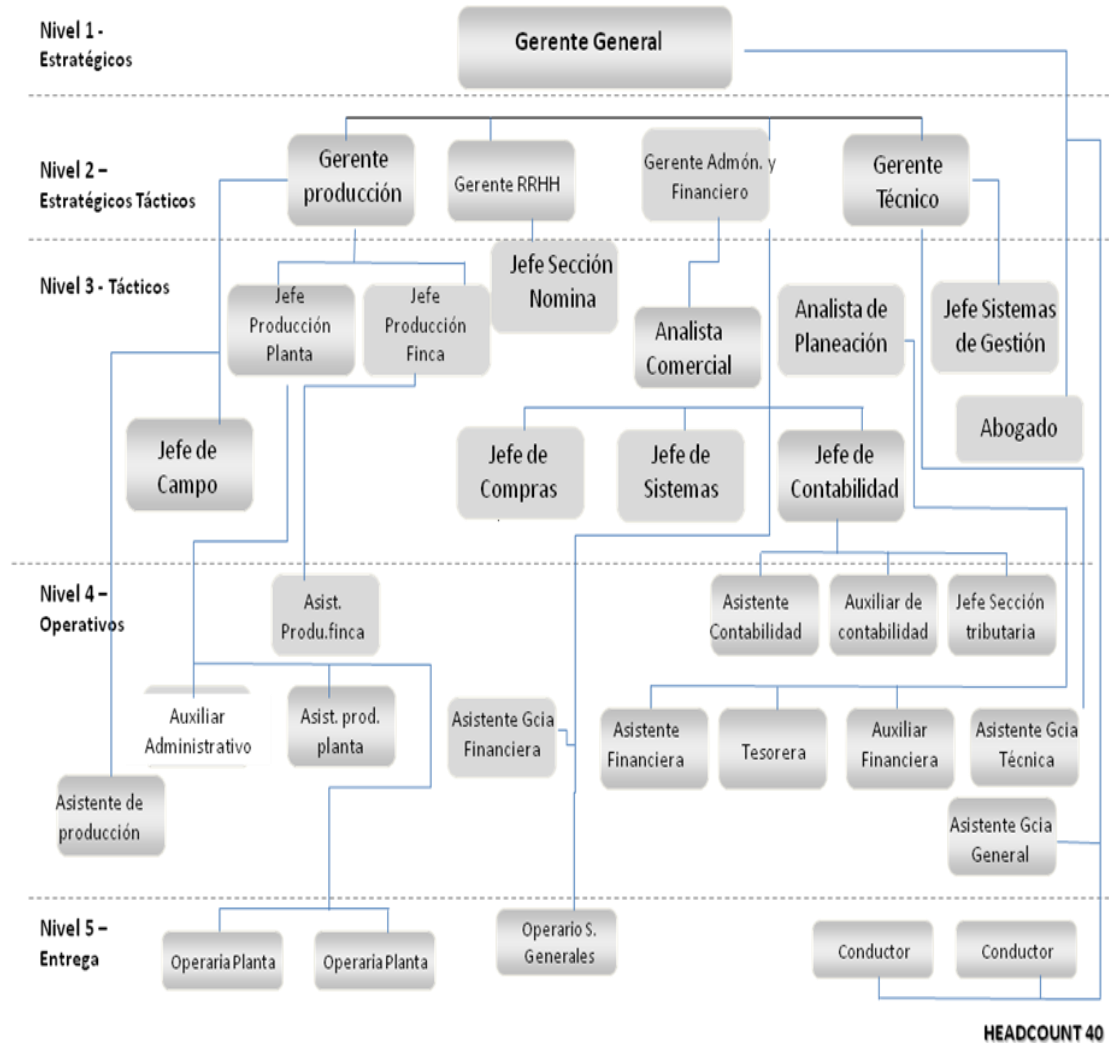 Nivel 1 -
Estratégicos
Gerente General
Nivel 2 –
Estratégicos Tácticos
Gerente
producción
Gerente RRHH
Gerente Admón. y
Financiero
Gerente
Técnico
Nivel 3 - Tácticos
Jefe
Producción
Planta
Jefe
Producción
Finca
Jefe Sección
Nomina
Analista
Comercial
Analista de
Planeación
Jefe Sistemas
de Gestión
Abogado
Jefe de
Campo
Jefe de
Compras
Jefe de
Sistemas
Jefe de
Contabilidad
Nivel 4 –
Operativos
Asist.
Produ.finca
Asistente
Contabilidad
Auxiliar de
contabilidad
Jefe Sección
tributaria
Auxiliar
Administrativo
Asist. prod.
planta
Asistente Gcia
Financiera
Asistente
Financiera
Tesorera
Auxiliar
Financiera
Asistente Gcia
Técnica
Asistente de
producción
Asistente Gcia
General
Nivel 5 –
Entrega
Operaria Planta
Operaria Planta
Operario S.
Generales
Conductor
Conductor
HEADCOUNT 40